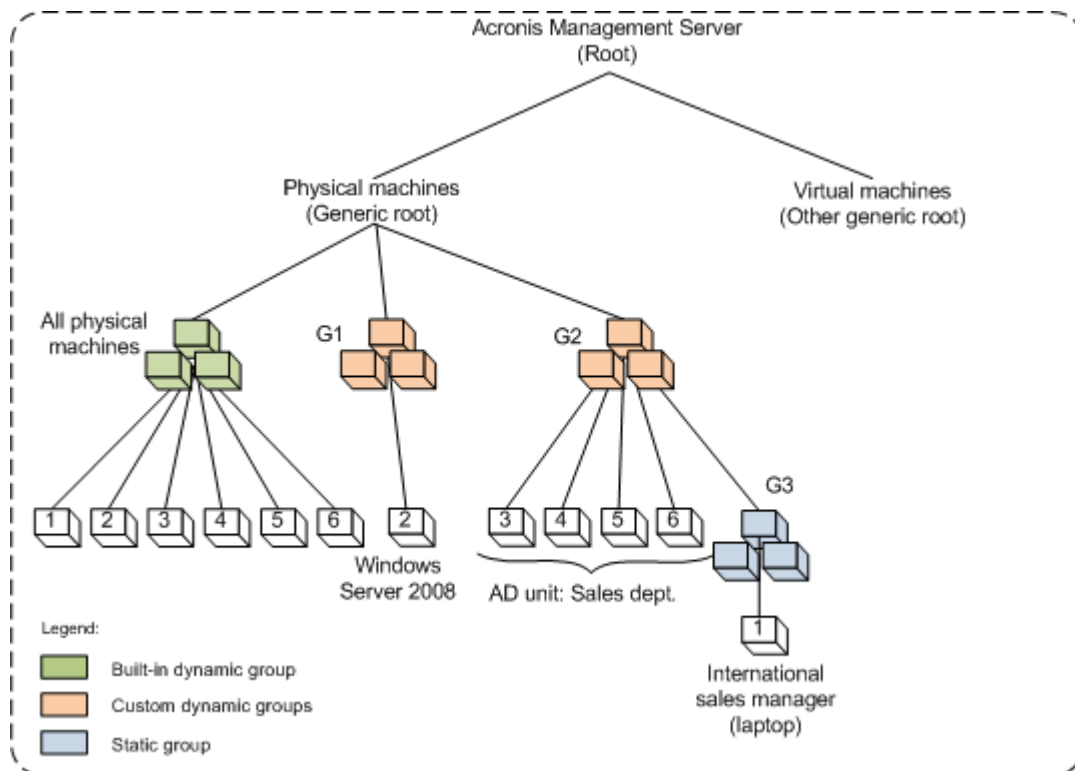 Acronis Management Server
(Root)
Physical machines
(Generic root)
Virtual machines
(Other generic root)
All physical
machines
G1
G2
G3
1
2
3
4
5
6
2
3
4
5
6
Windows
Server 2008
AD unit: Sales dept.
1
International
sales manager
(laptop)
Legend:
Built-in dynamic group
Custom dynamic groups
Static group